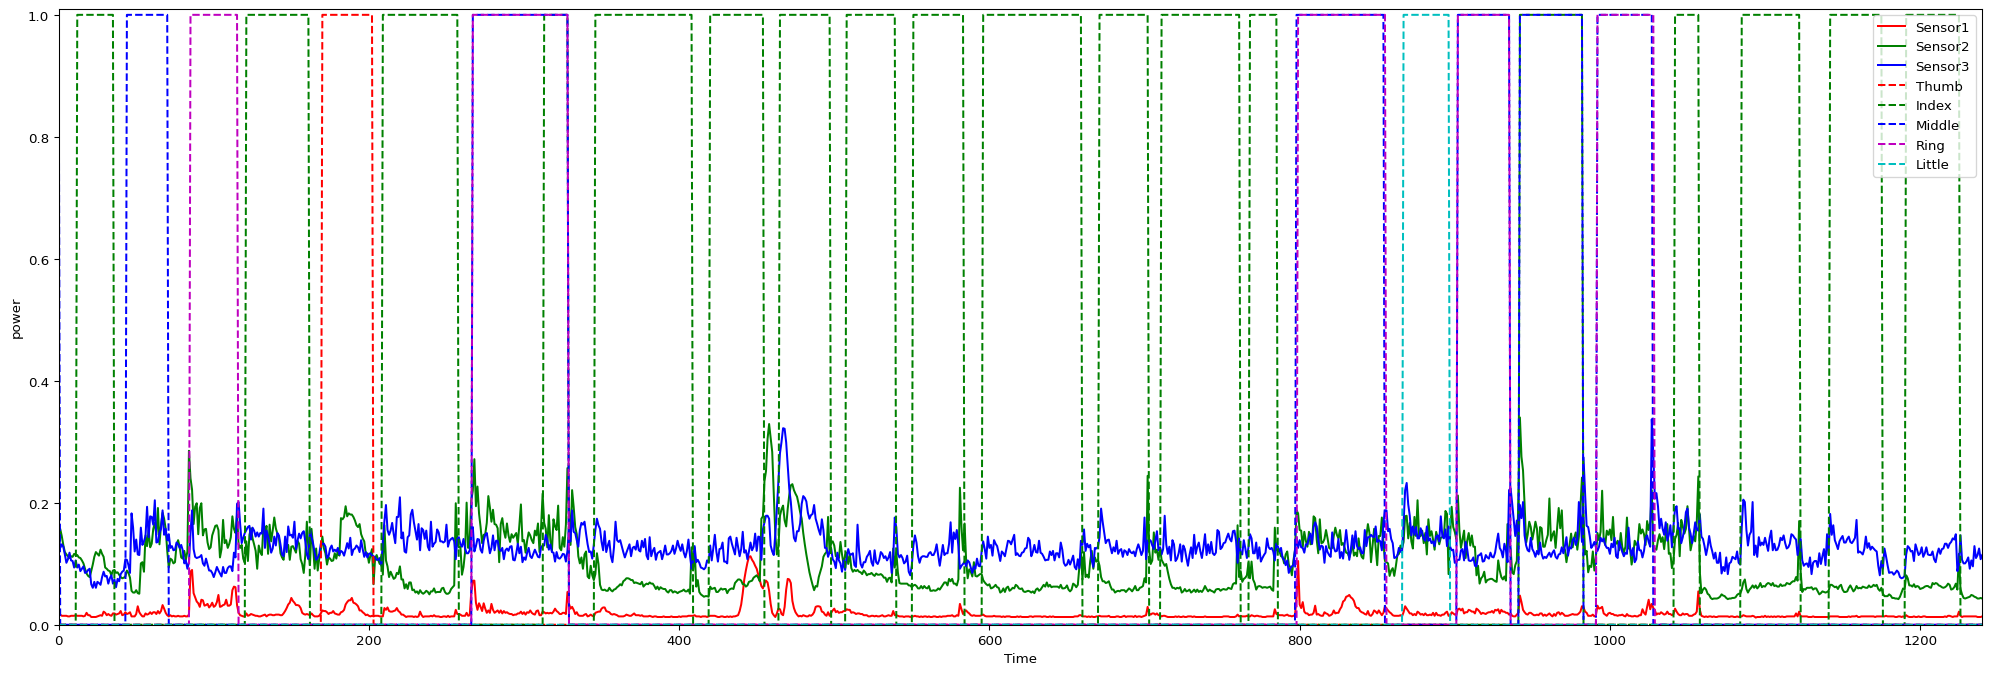 1.0
0.8
0.6
0.4
0.2
0.0
power
0
200
400
600
800
1000
1200
Time
Sensor1
Sensor2
Sensor3
Thumb
Index
Middle
Ring
Little